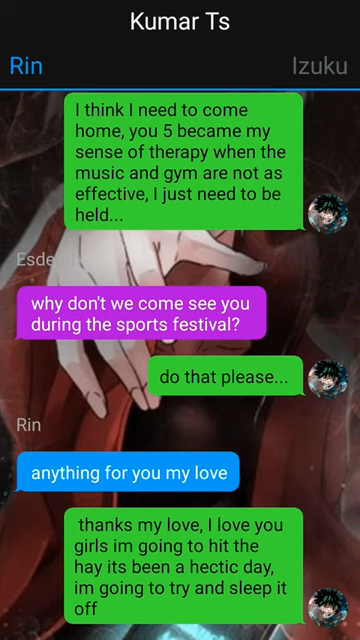 Kumar Ts
Rin
Izuku
I think I need to come
home, you 5 became my
sense of therapy when the
music and gym are not as
effective, I just need to be
held...
why don't we come see you
during the sports festival?
do that please...
Rin
anything for you my love
thanks my love, I love you
girls im going to hit the
hay its been a hectic day,
im going to try and sleep it
off